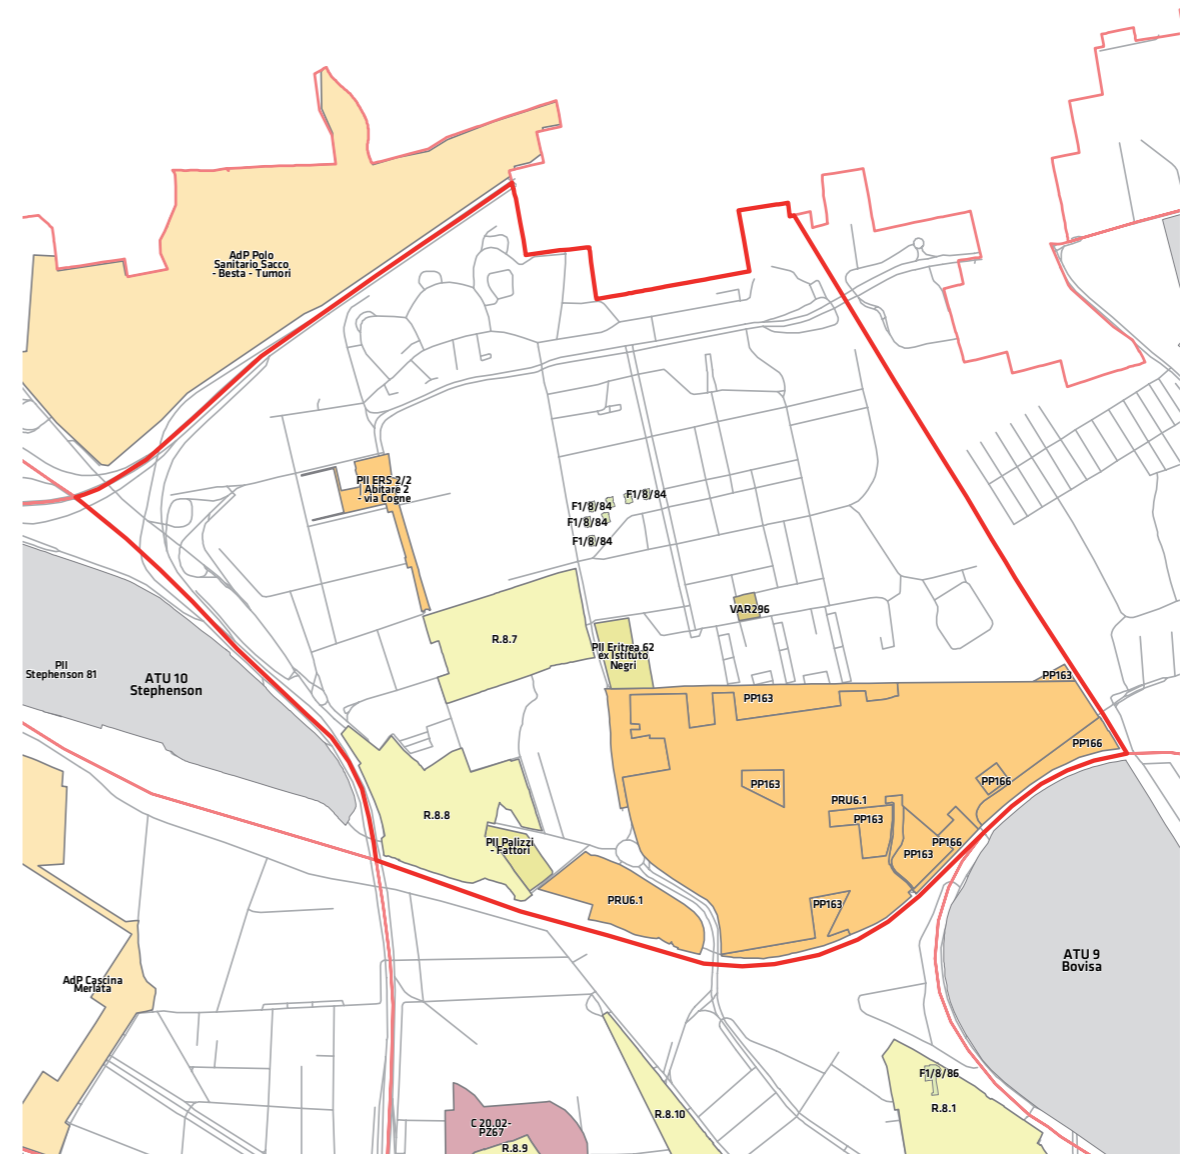 AdP Polo
Sanitario Sacco
- Besta - Tumori
PII ERS 2/2
Abitare 2
- via Cogne
F1/8/84
F1/8/84
F1/8/84
F1/8/84
VAR296
R.8.7
PII Eritrea 62
ex Istituto
Negri
PII
Stephenson 81
ATU 10
Stephenson
PP163
PP163
PP166
PP163
PP166
PRU6.1
PP163
PP166
PP163
R.8.8
PII Palizzi
- Fattori
PRU6.1
PP163
ATU 9
Bovisa
AdP Cascina
Merlata
F1/8/86
R.8.1
R.8.10
C 20.02-
PZ67
R.8.9